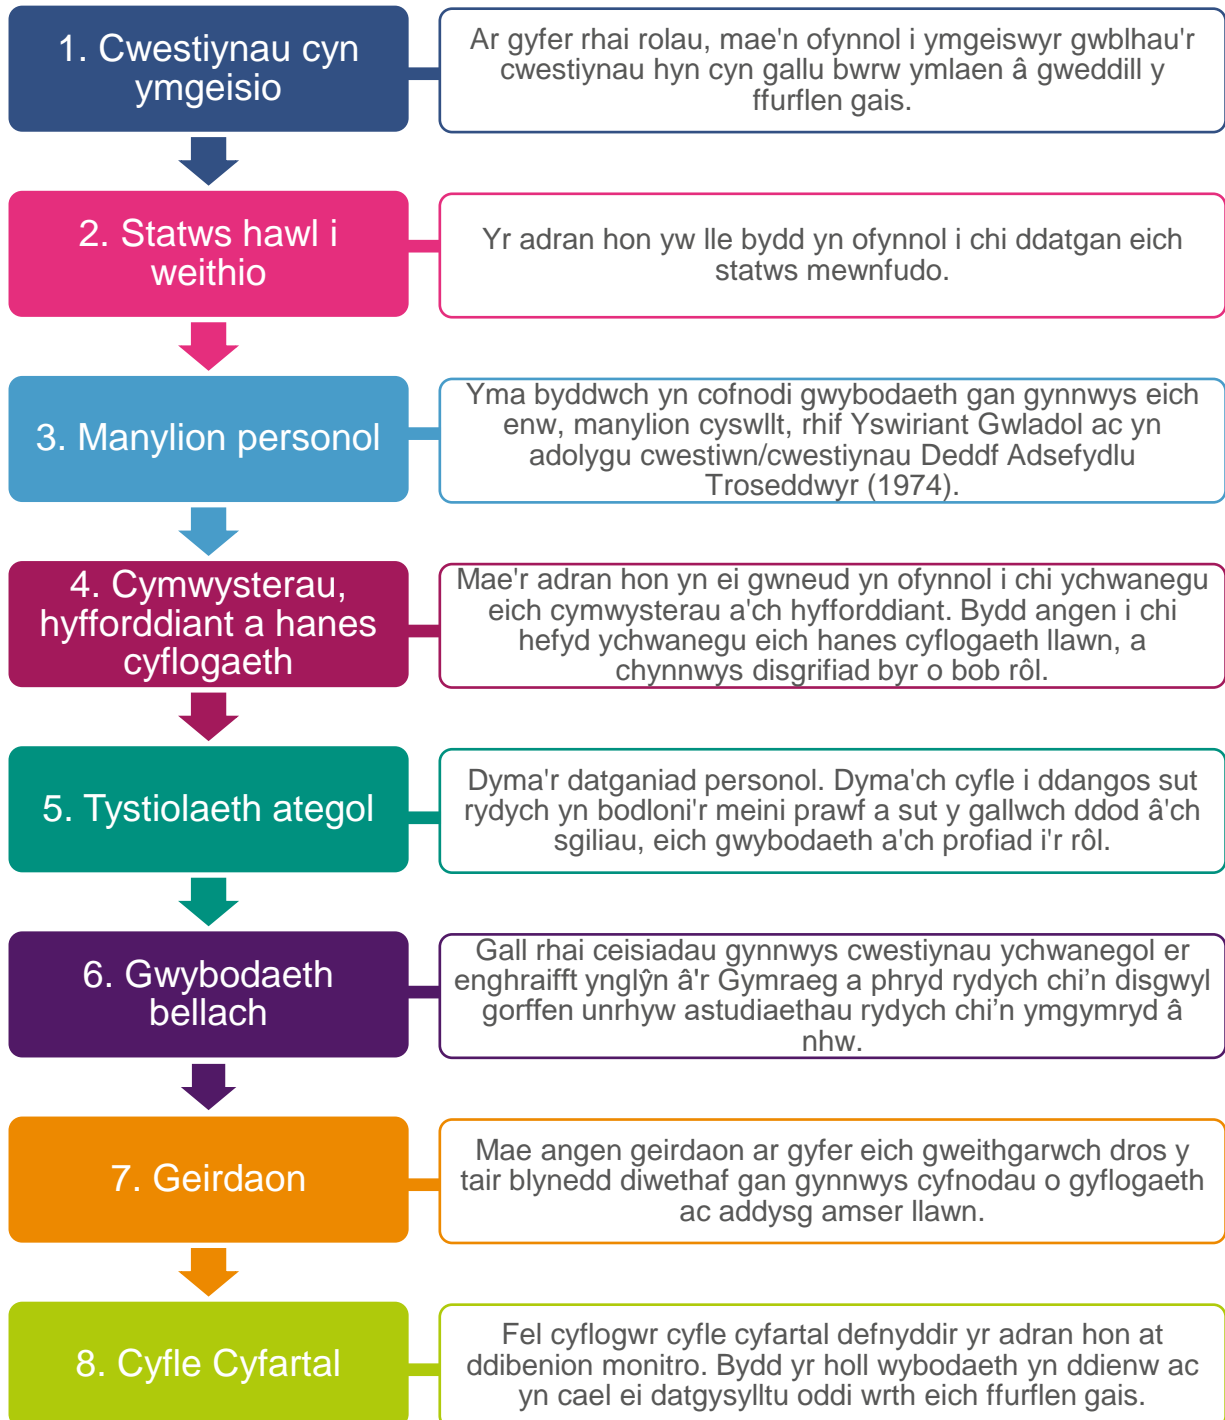 1. Cwestiynau cyn
ymgeisio
Ar gyfer rhai rolau, mae'n ofynnol i ymgeiswyr gwblhau'r
cwestiynau hyn cyn gallu bwrw ymlaen â gweddill y
ffurflen gais.
2. Statws hawl i
weithio
Yr adran hon yw lle bydd yn ofynnol i chi ddatgan eich
statws mewnfudo.
3. Manylion personol
Yma byddwch yn cofnodi gwybodaeth gan gynnwys eich
enw, manylion cyswllt, rhif Yswiriant Gwladol ac yn
adolygu cwestiwn/cwestiynau Deddf Adsefydlu
Troseddwyr (1974).
4. Cymwysterau,
hyfforddiant a hanes
cyflogaeth
Mae'r adran hon yn ei gwneud yn ofynnol i chi ychwanegu
eich cymwysterau a'ch hyfforddiant. Bydd angen i chi
hefyd ychwanegu eich hanes cyflogaeth llawn, a
chynnwys disgrifiad byr o bob rôl.
5. Tystiolaeth ategol
Dyma'r datganiad personol. Dyma'ch cyfle i ddangos sut
rydych yn bodloni'r meini prawf a sut y gallwch ddod â'ch
sgiliau, eich gwybodaeth a'ch profiad i'r rôl.
6. Gwybodaeth
bellach
Gall rhai ceisiadau gynnwys cwestiynau ychwanegol er
enghraifft ynglŷn â'r Gymraeg a phryd rydych chi’n disgwyl
gorffen unrhyw astudiaethau rydych chi’n ymgymryd â
nhw.
7. Geirdaon
Mae angen geirdaon ar gyfer eich gweithgarwch dros y
tair blynedd diwethaf gan gynnwys cyfnodau o gyflogaeth
ac addysg amser llawn.
8. Cyfle Cyfartal
Fel cyflogwr cyfle cyfartal defnyddir yr adran hon at
ddibenion monitro. Bydd yr holl wybodaeth yn ddienw ac
yn cael ei datgysylltu oddi wrth eich ffurflen gais.